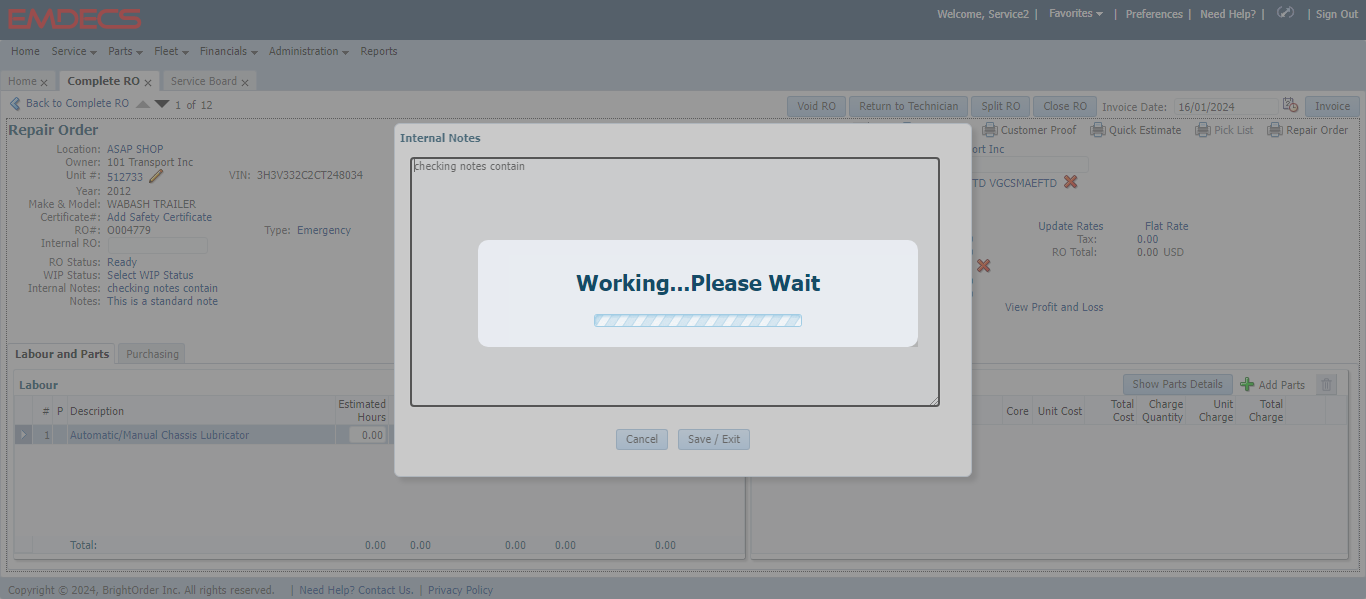 EMDECS
Welcome, Service2 | Favorites | Preferences | Need Help? | | Sign Out
Home Service Parts Fleet Financials Administration Reports
Home x Complete RO x Service Board x
Back to Complete RO 1 of 12 Void RO Return to Technician Split RO Close RO Invoice Date: 16/01/2024 Invoice
Repair Order
Customer Proof Quick Estimate Pick List Repair Order
Location: ASAP SHOP
Owner: 101 Transport Inc
Unit #: 512733 VIN: 3H3V332C2CT248034
Year: 2012
Make & Model: WABASH TRAILER
Certificate#: Add Safety Certificate
RO#: O004779 Type: Emergency
Internal RO:
RO Status: Ready
WIP Status: Select WIP Status
Internal Notes: checking notes contain
Notes: This is a standard note
ort Inc
TD VGCSMAEFTD
Update Rates Flat Rate
Tax: 0.00
RO Total: 0.00 USD
View Profit and Loss
Internal Notes
checking notes contain
Working...Please Wait
Cancel Save / Exit
Labour and Parts Purchasing
Labour
# P Description Estimated Hours
1 Automatic/Manual Chassis Lubricator 0.00
Total: 0.00 0.00 0.00 0.00 0.00
Show Parts Details Add Parts
Core Unit Cost Total Cost Charge Quantity Unit Charge Total Charge
Copyright © 2024, BrightOrder Inc. All rights reserved. | Need Help? Contact Us. | Privacy Policy